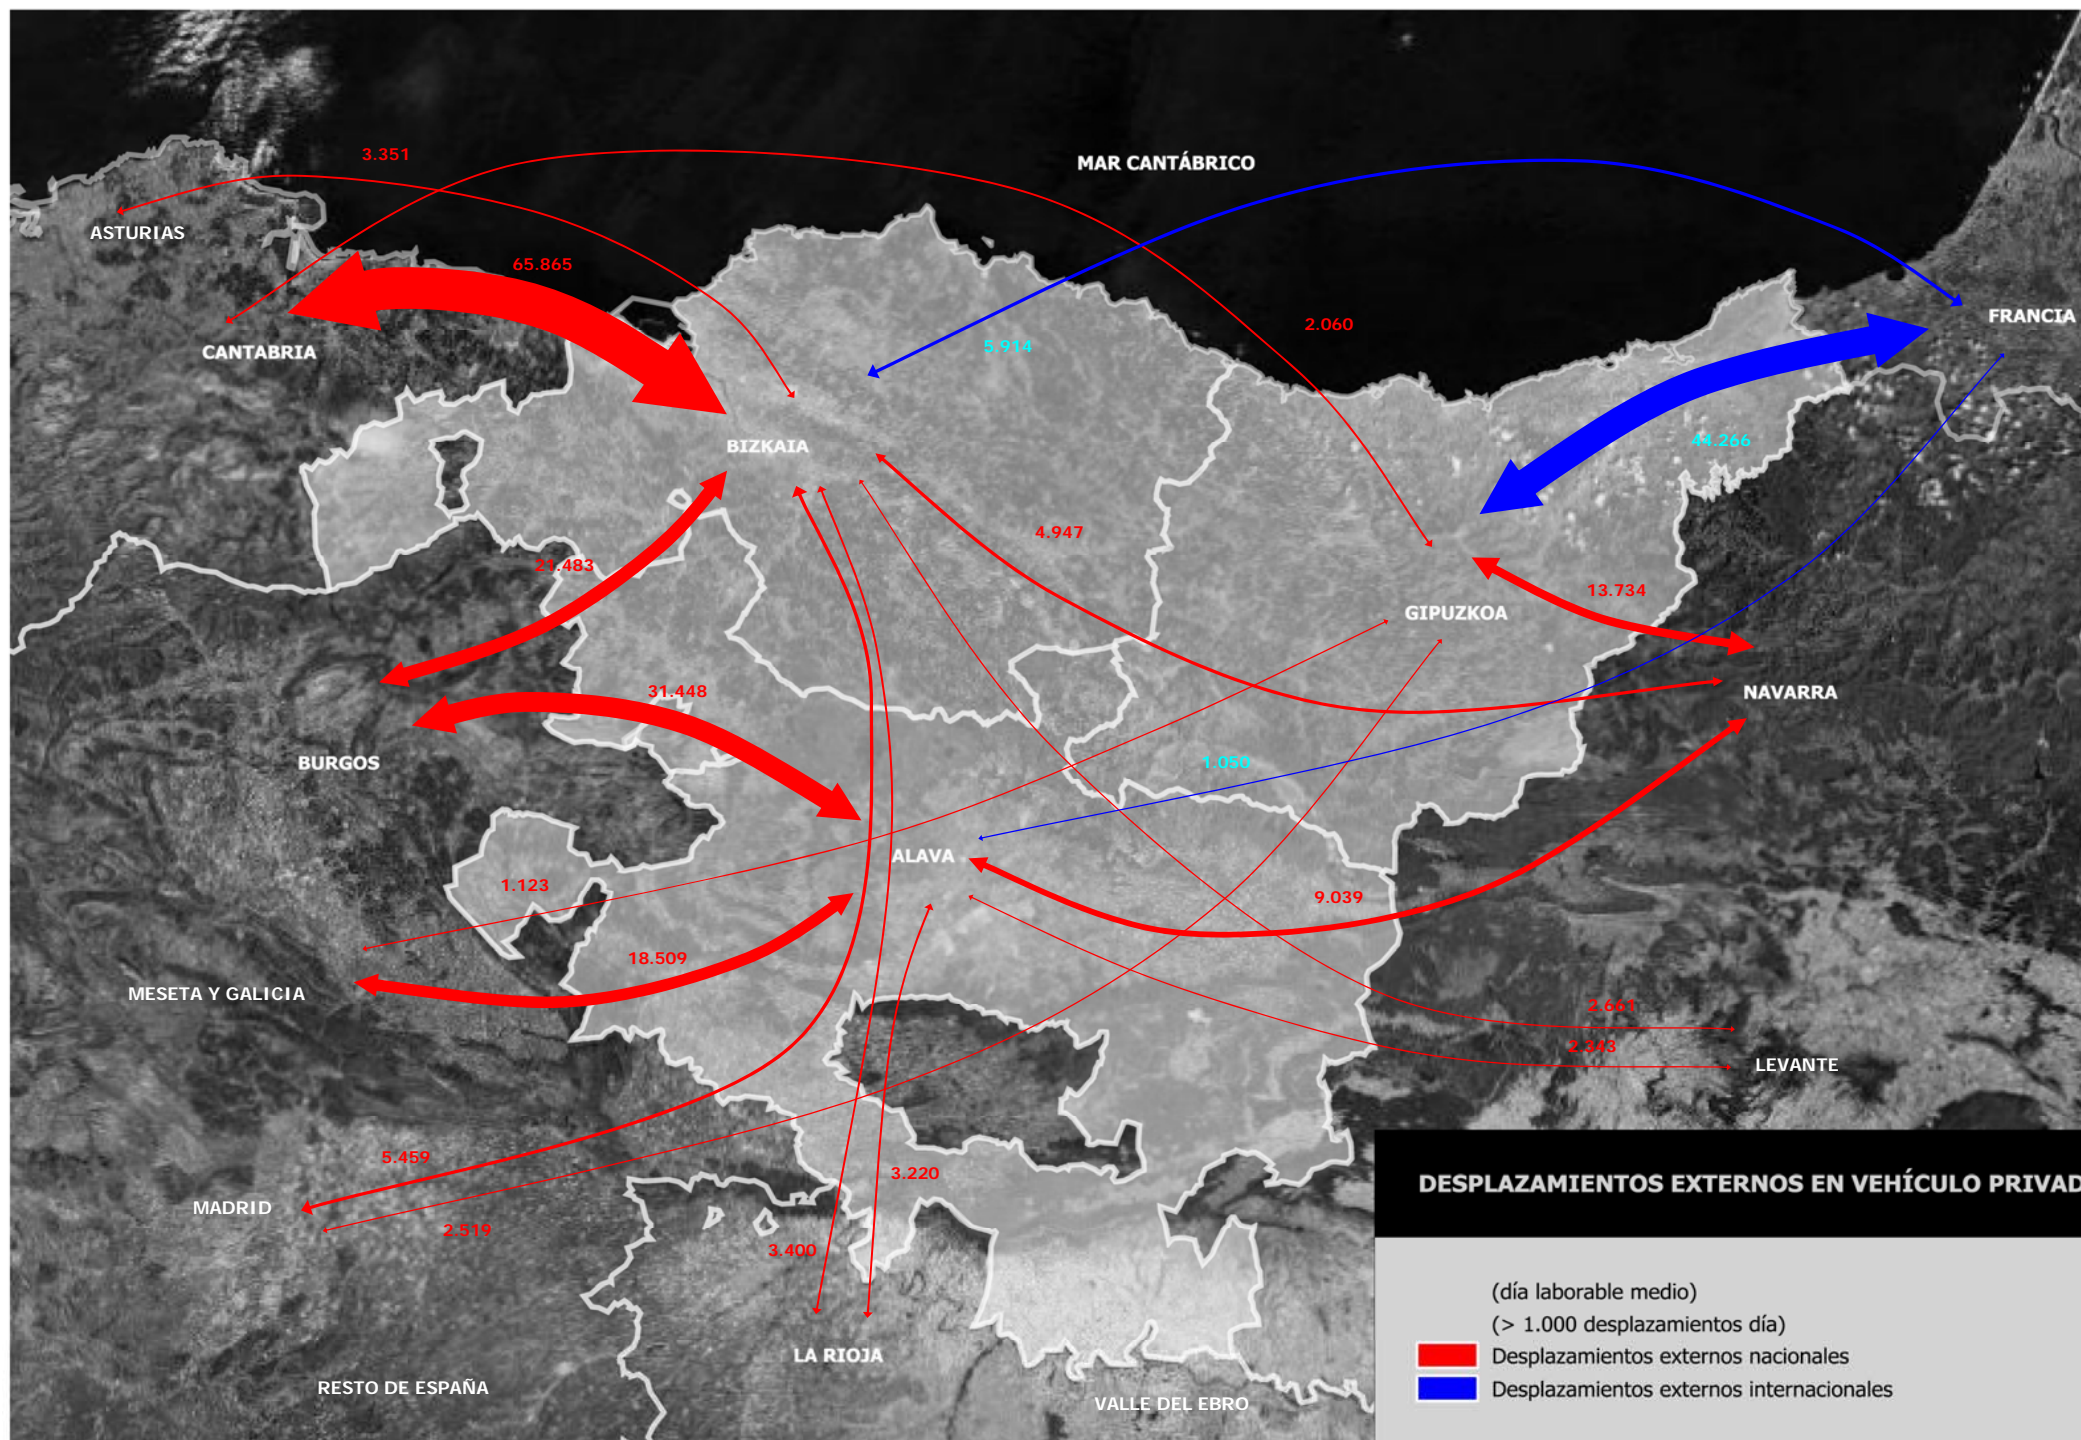 3.351
MAR CANTÁBRICO
ASTURIAS
65.865
2.060
FRANCIA
CANTABRIA
5.914
BIZKAIA
44.266
4.947
21.483
13.734
GIPUZKOA
31.448
NAVARRA
BURGOS
1.050
ALAVA
1.123
9.039
18.509
MESETA Y GALICIA
2.661
2.343
LEVANTE
5.459
3.220
MADRID
2.519
3.400
LA RIOJA
RESTO DE ESPAÑA
VALLE DEL EBRO
DESPLAZAMIENTOS EXTERNOS EN VEHÍCULO PRIVAD
(día laborable medio)
(> 1.000 desplazamientos día)
Desplazamientos externos nacionales
Desplazamientos externos internacionales